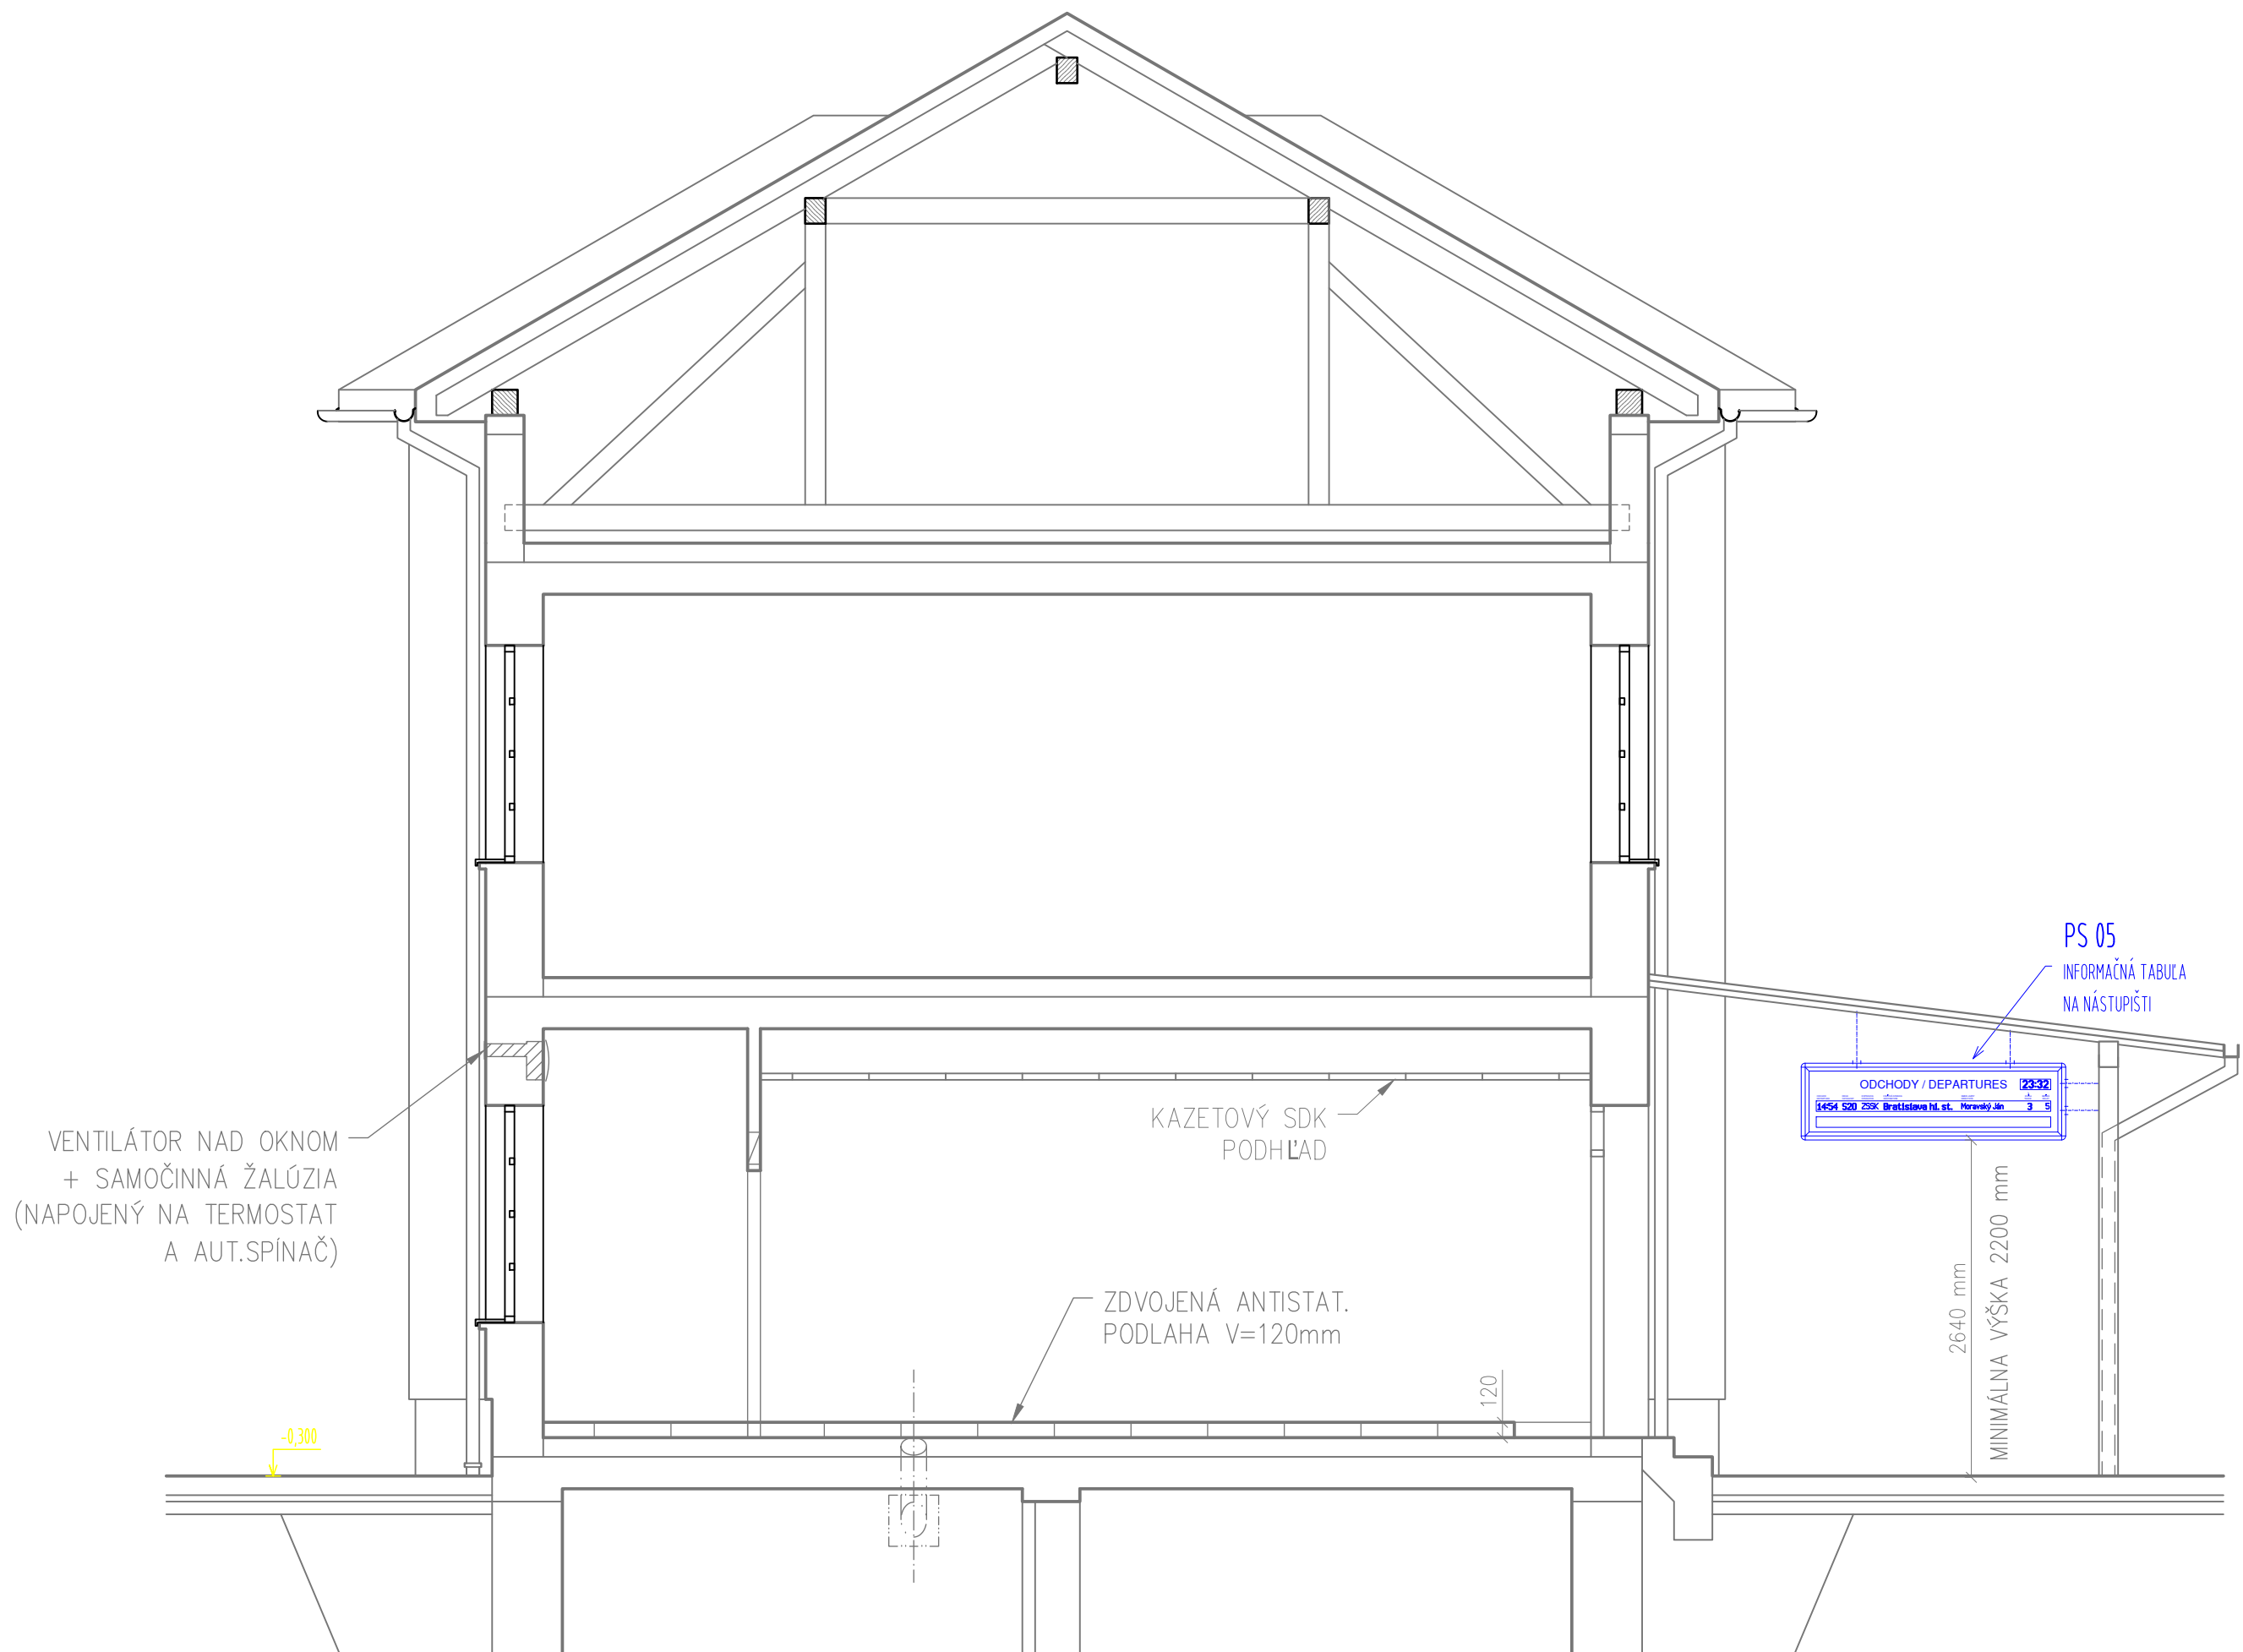 PS 05
INFORMAČNÁ TABUĽA
NA NÁSTUPIŠTI
ODCHODY / DEPARTURES 23:32
14:54 S20 ZSSK Bratislava hl. st. Moravský Ján 3 5
KAZETOVÝ SDK
PODHĽAD
VENTILÁTOR NAD OKNOM
+ SAMOČINNÁ ŽALÚZIA
(NAPOJENÝ NA TERMOSTAT
A AUT.SPÍNAČ)
ZDVOJENÁ ANTISTAT.
PODLAHA V=120mm
120
2640 mm
MINIMÁLNA VÝŠKA 2200 mm
-0,300